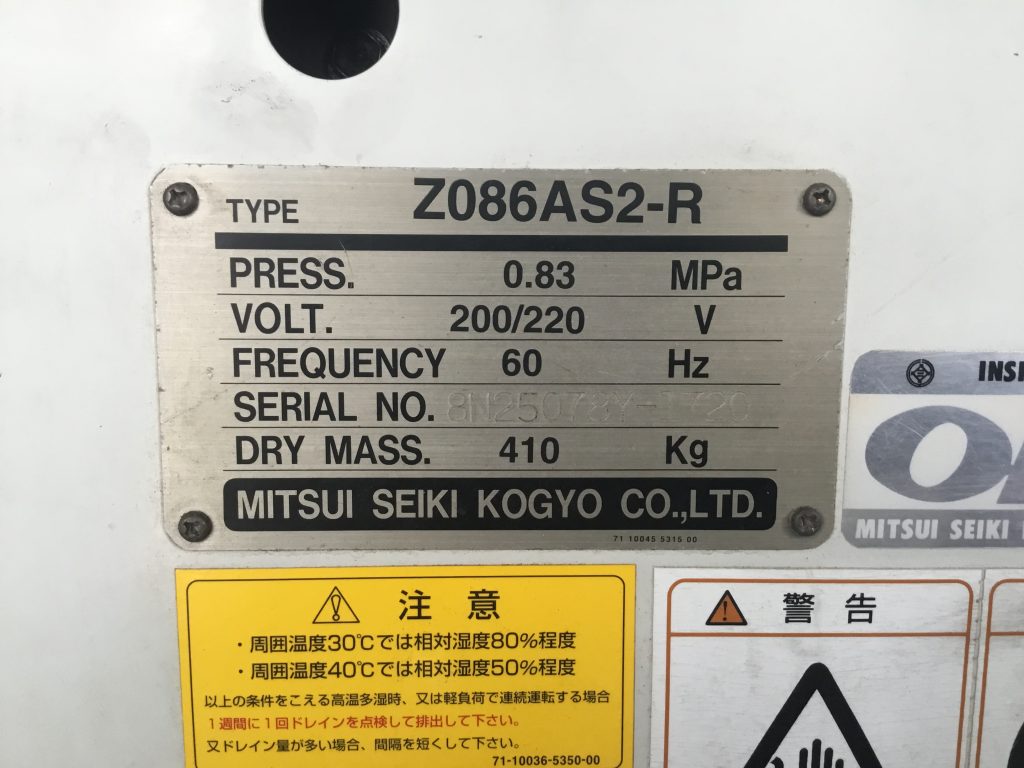 TYPE Z086AS2-R
PRESS. 0.83 MPa
VOLT. 200/220 V
FREQUENCY 60 Hz
SERIAL NO.
DRY MASS. 410 Kg
MITSUI SEIKI KOGYO CO.,LTD.
71 10045 5315 00
MITSUI SEIKI
注意
・周囲温度30℃では相対湿度80%程度
・周囲温度40℃では相対湿度50%程度
以上の条件をこえる高温多湿時、又は軽負荷で連続運転する場合
1週間に1回ドレインを点検して排出して下さい。
又ドレイン量が多い場合、間隔を短くして下さい。
71-10036-5350-00
警告